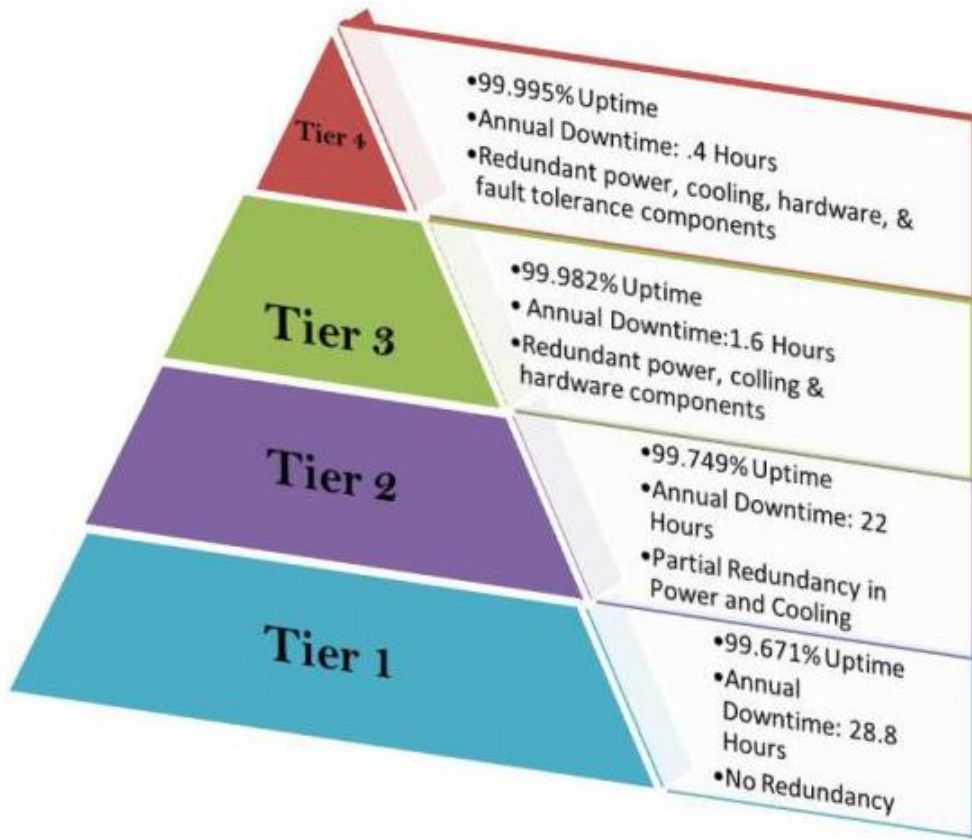 Tier 4
•99.995% Uptime
•Annual Downtime: .4 Hours
•Redundant power, cooling, hardware, &
fault tolerance components
Tier 3
•99.982% Uptime
• Annual Downtime:1.6 Hours
•Redundant power, colling &
hardware components
Tier 2
•99.749% Uptime
•Annual Downtime: 22
Hours
•Partial Redundancy in
Power and Cooling
Tier 1
•99.671% Uptime
•Annual
Downtime: 28.8
Hours
•No Redundancy